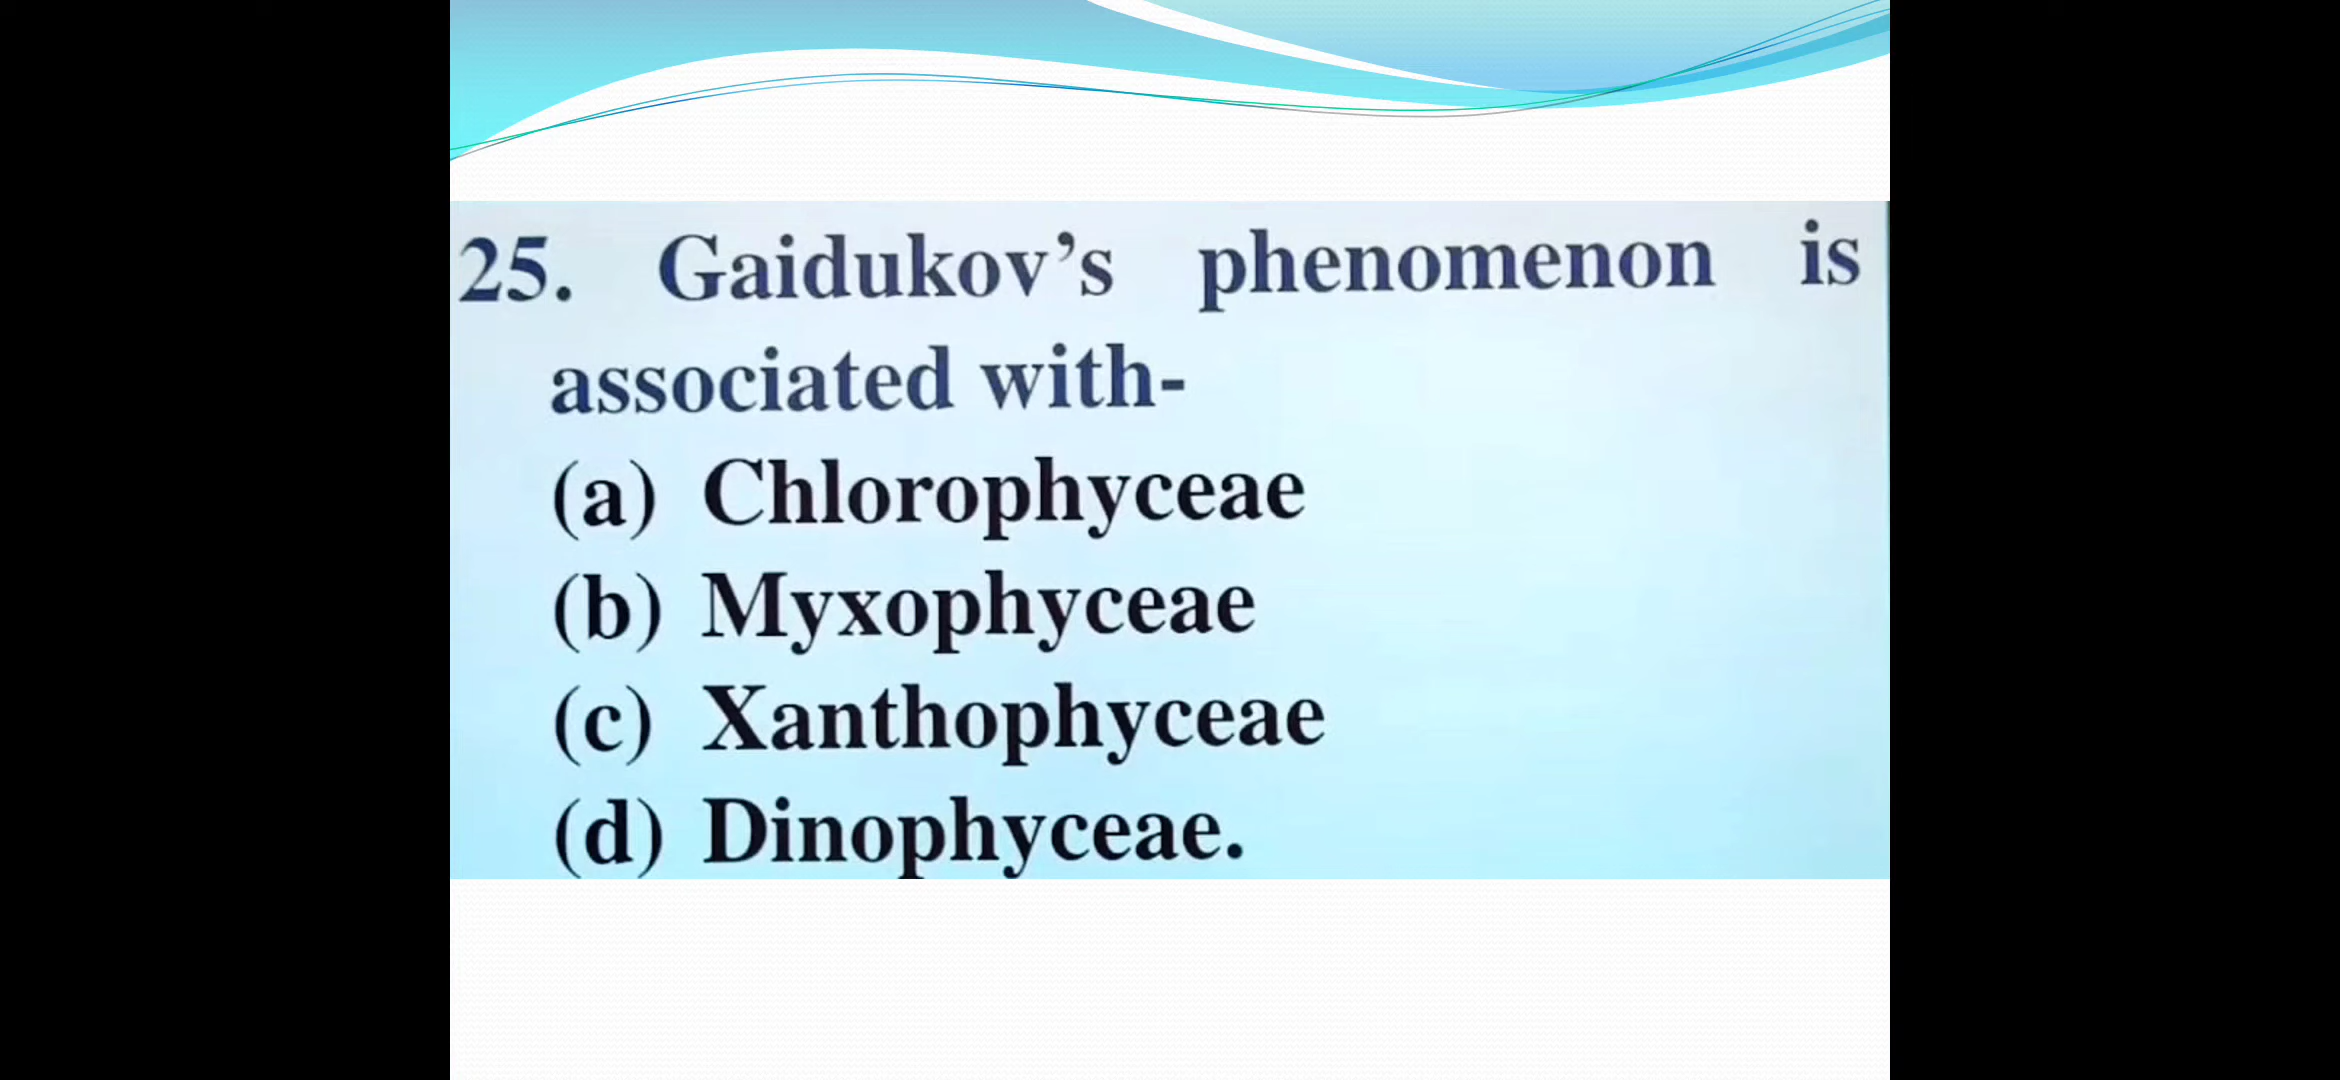 25. Gaidukov's phenomenon is
associated with-
(a) Chlorophyceae
(b) Myxophyceae
(c) Xanthophyceae
(d) Dinophyceae.